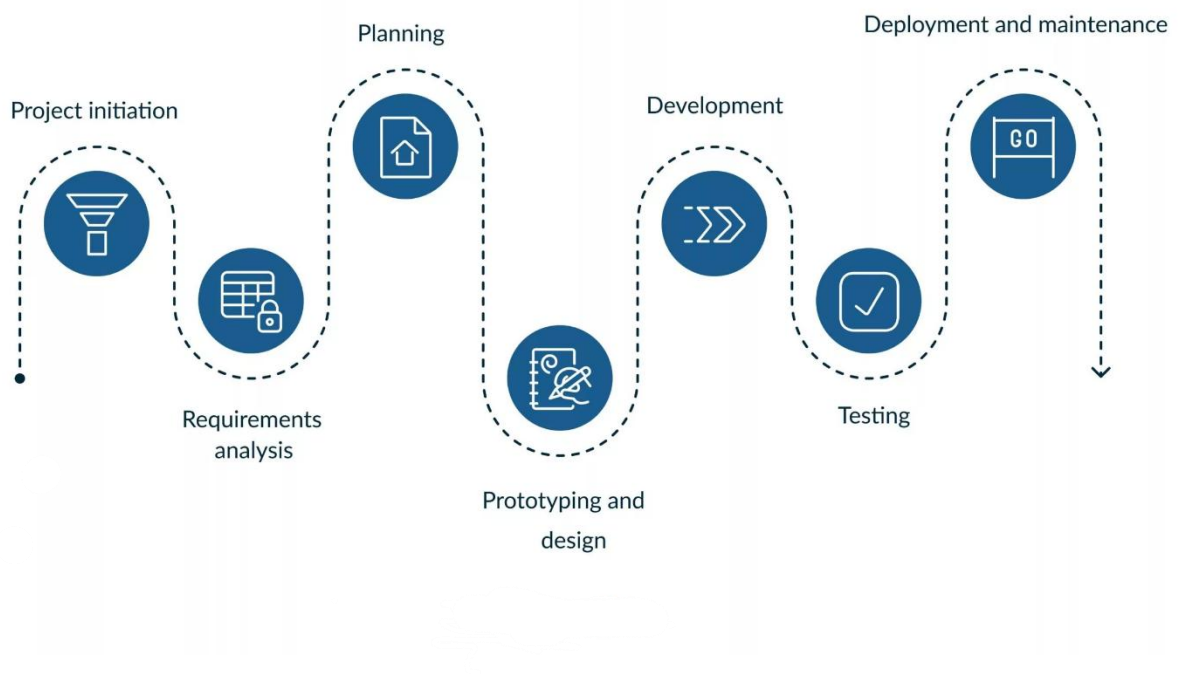 Project initiation
Requirements
analysis
Planning
Prototyping and
design
Development
Testing
Deployment and maintenance
GO